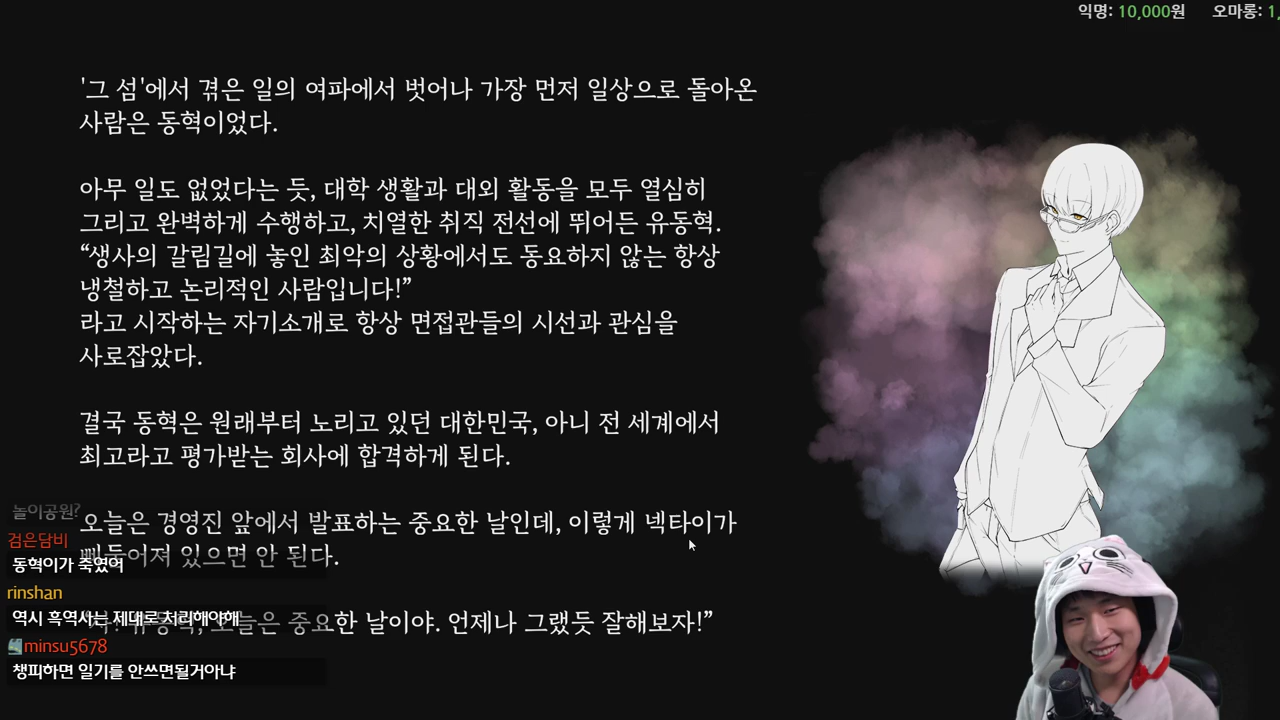 익명: 10,000원 오마롱: 1,
'그 섬'에서 겪은 일의 여파에서 벗어나 가장 먼저 일상으로 돌아온
사람은 동혁이었다.
아무 일도 없었다는 듯, 대학 생활과 대외 활동을 모두 열심히
그리고 완벽하게 수행하고, 치열한 취직 전선에 뛰어든 유동혁.
“생사의 갈림길에 놓인 최악의 상황에서도 동요하지 않는 항상
냉철하고 논리적인 사람입니다!”
라고 시작하는 자기소개로 항상 면접관들의 시선과 관심을
사로잡았다.
결국 동혁은 원래부터 노리고 있던 대한민국, 아니 전 세계에서
최고라고 평가받는 회사에 합격하게 된다.
오늘은 경영진 앞에서 발표하는 중요한 날인데, 이렇게 넥타이가
삐뚤어져 있으면 안 된다.
유동혁, 오늘은 중요한 날이야. 언제나 그랬듯 잘해보자!”
놀이공원?
검은담비
동혁이가 죽었어
rinshan
역시 흑역사는 제대로 처리해야해
minsu5678
챙피하면 일기를 안쓰면될거아냐